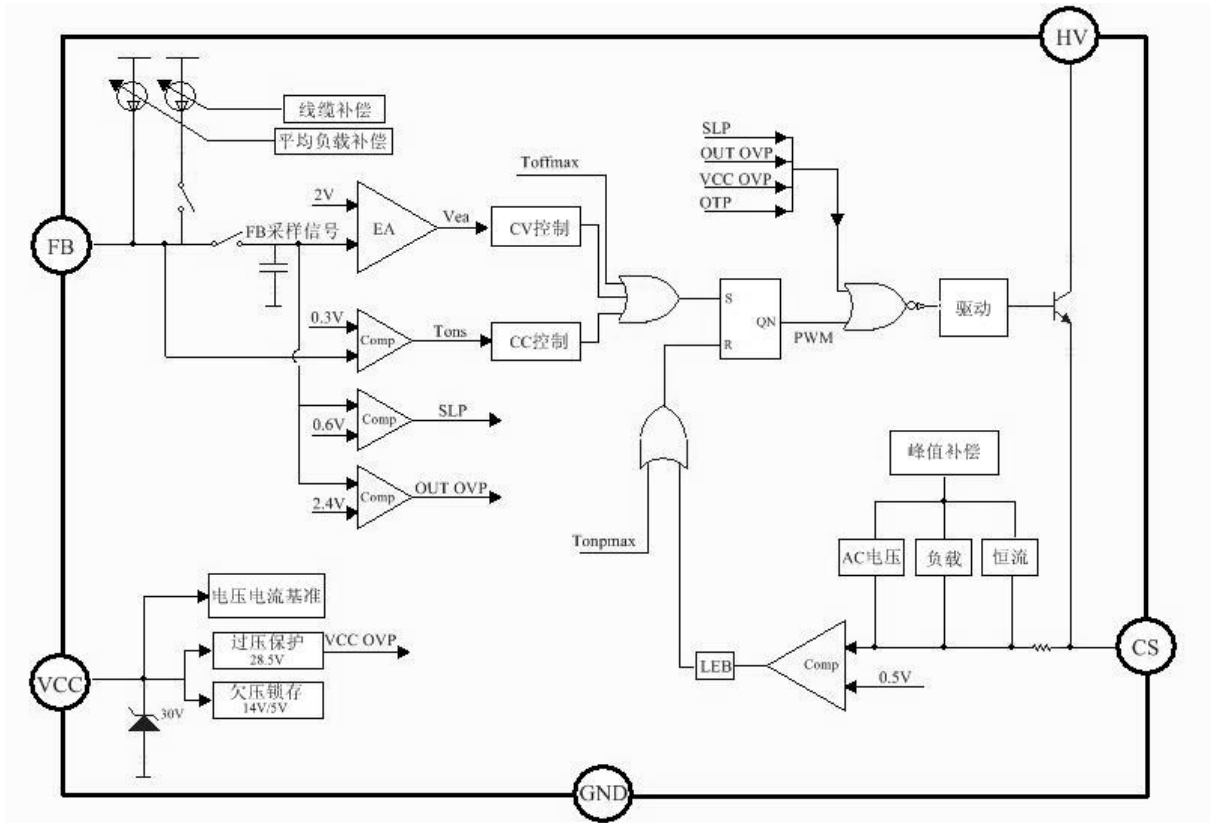 HV
线缆补偿
平均负载补偿
SLP
OUT OVP
VCC OVP
OTP
Toffmax
2V
FB
FB采样信号
EA
Vea
CV控制
0.3V
Comp
Tons
CC控制
S
QN
R
PWM
驱动
Comp
SLP
0.6V
Comp
OUT OVP
2.4V
峰值补偿
Tonpmax
AC电压
负载
恒流
电压电流基准
过压保护
28.5V
VCC OVP
VCC
欠压锁存
14V/5V
30V
LEB
Comp
0.5V
CS
GND